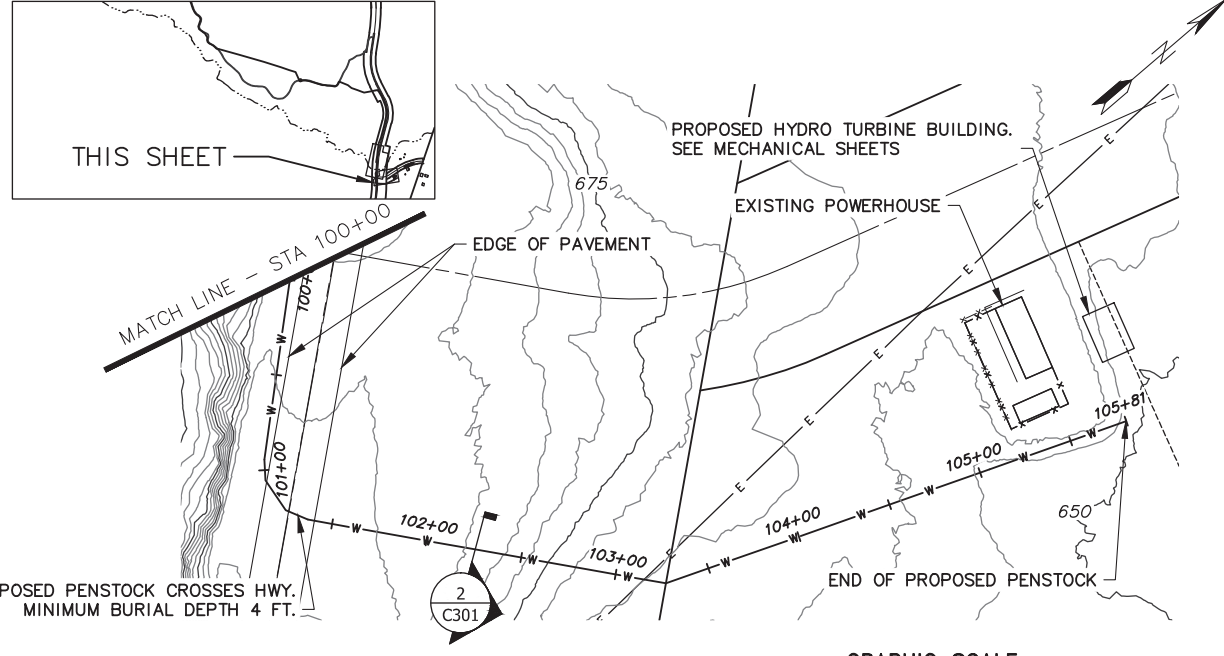 THIS SHEET
N
PROPOSED HYDRO TURBINE BUILDING.
SEE MECHANICAL SHEETS
675
EXISTING POWERHOUSE
E
E
E
E
E
E
E
MATCH LINE - STA 100+00
EDGE OF PAVEMENT
100+
W
W
101+00
W
102+00
W
W
103+00
W
W
104+00
W
W
W
105+00
W
W
105+81
650
POSED PENSTOCK CROSSES HWY.
MINIMUM BURIAL DEPTH 4 FT.
2
C301
END OF PROPOSED PENSTOCK